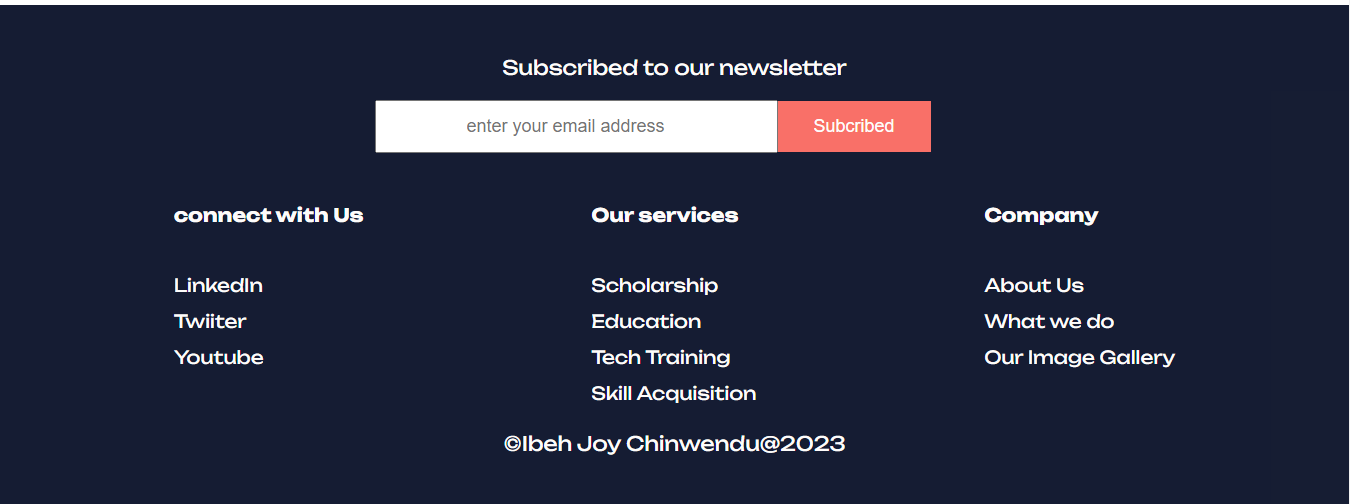 Subscribed to our newsletter
enter your email address
Subcribed
connect with Us
LinkedIn
Twiiter
Youtube
Our services
Scholarship
Education
Tech Training
Skill Acquisition
Company
About Us
What we do
Our Image Gallery
©Ibeh Joy Chinwendu@2023